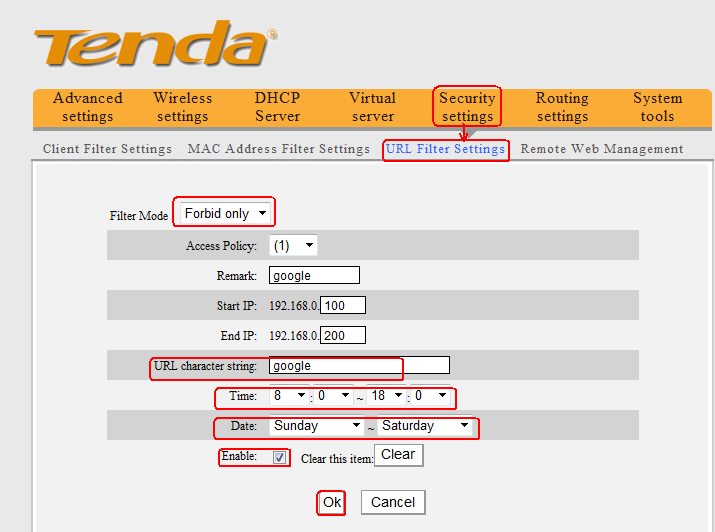 Tenda®
Advanced settings Wireless settings DHCP Server Virtual server Security settings Routing settings System tools
Client Filter Settings MAC Address Filter Settings URL Filter Settings Remote Web Management
Filter Mode Forbid only
Access Policy: (1)
Remark: google
Start IP: 192.168.0. 100
End IP: 192.168.0. 200
URL character string: google
Time: 8 : 0 ~ 18 : 0
Date: Sunday ~ Saturday
Enable: Clear this item: Clear
Ok Cancel